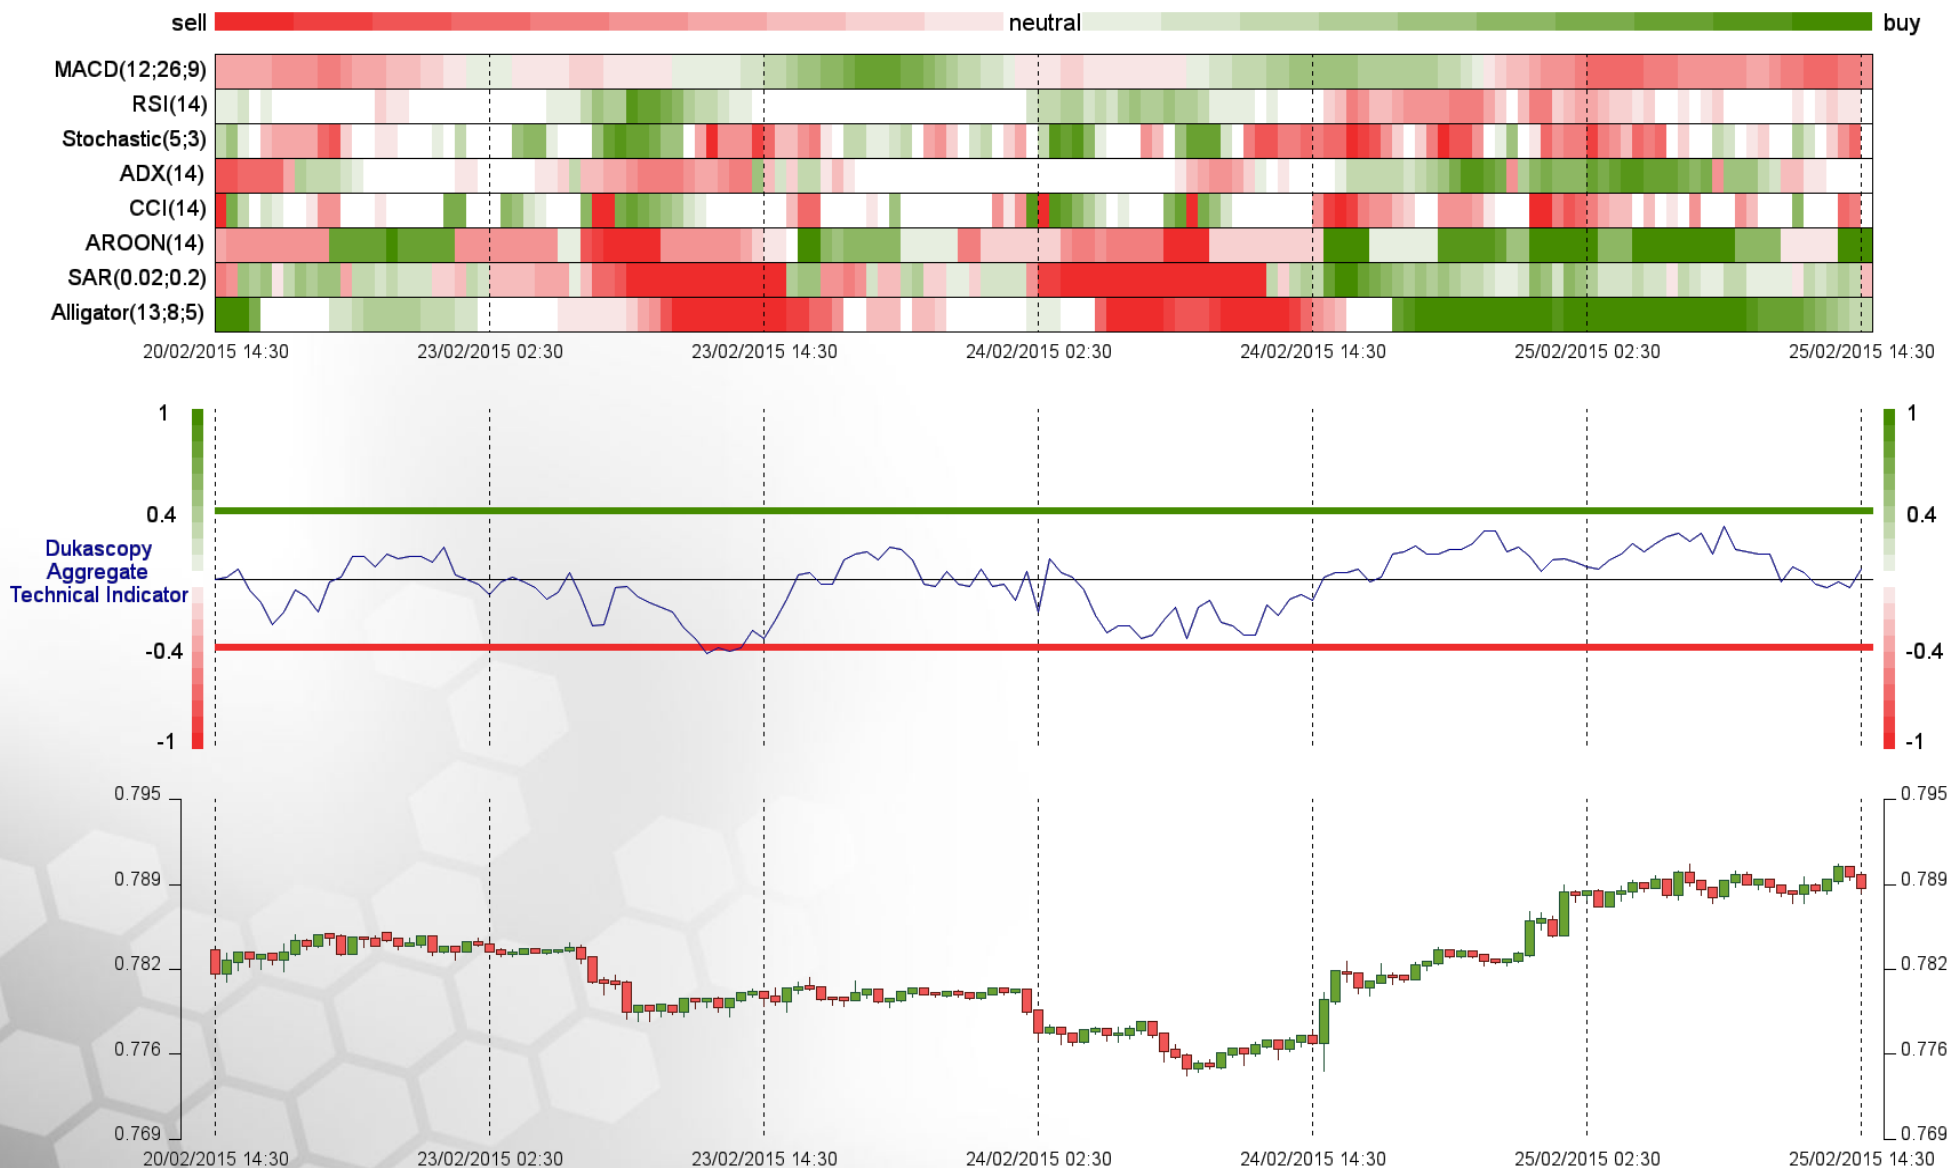 sell neutral buy
MACD(12;26;9)
RSI(14)
Stochastic(5;3)
ADX(14)
CCI(14)
AROON(14)
SAR(0.02;0.2)
Alligator(13;8;5)
20/02/2015 14:30 23/02/2015 02:30 23/02/2015 14:30 24/02/2015 02:30 24/02/2015 14:30 25/02/2015 02:30 25/02/2015 14:30
1 1
0.4 0.4
Dukascopy
Aggregate
Technical Indicator
-0.4 -0.4
-1 -1
0.795 0.795
0.789 0.789
0.782 0.782
0.776 0.776
0.769 0.769
20/02/2015 14:30 23/02/2015 02:30 23/02/2015 14:30 24/02/2015 02:30 24/02/2015 14:30 25/02/2015 02:30 25/02/2015 14:30